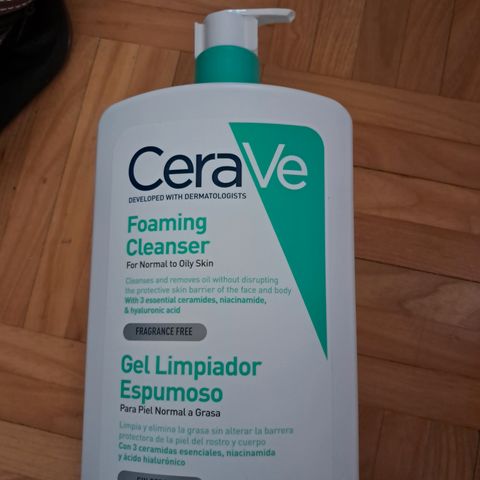 CeraVe
DEVELOPED WITH DERMATOLOGISTS
Foaming
Cleanser
For Normal to Oily Skin
Cleanses and removes oil without disrupting
the protective skin barrier of the face and body
With 3 essential ceramides, niacinamide,
& hyaluronic acid
FRAGRANCE FREE
Gel Limpiador
Espumoso
Para Piel Normal a Grasa
Limpia y elimina la grasa sin alterar la barrera
protectora de la piel del rostro y cuerpo
Con 3 ceramidas esenciales, niacinamida
y ácido hialurónico